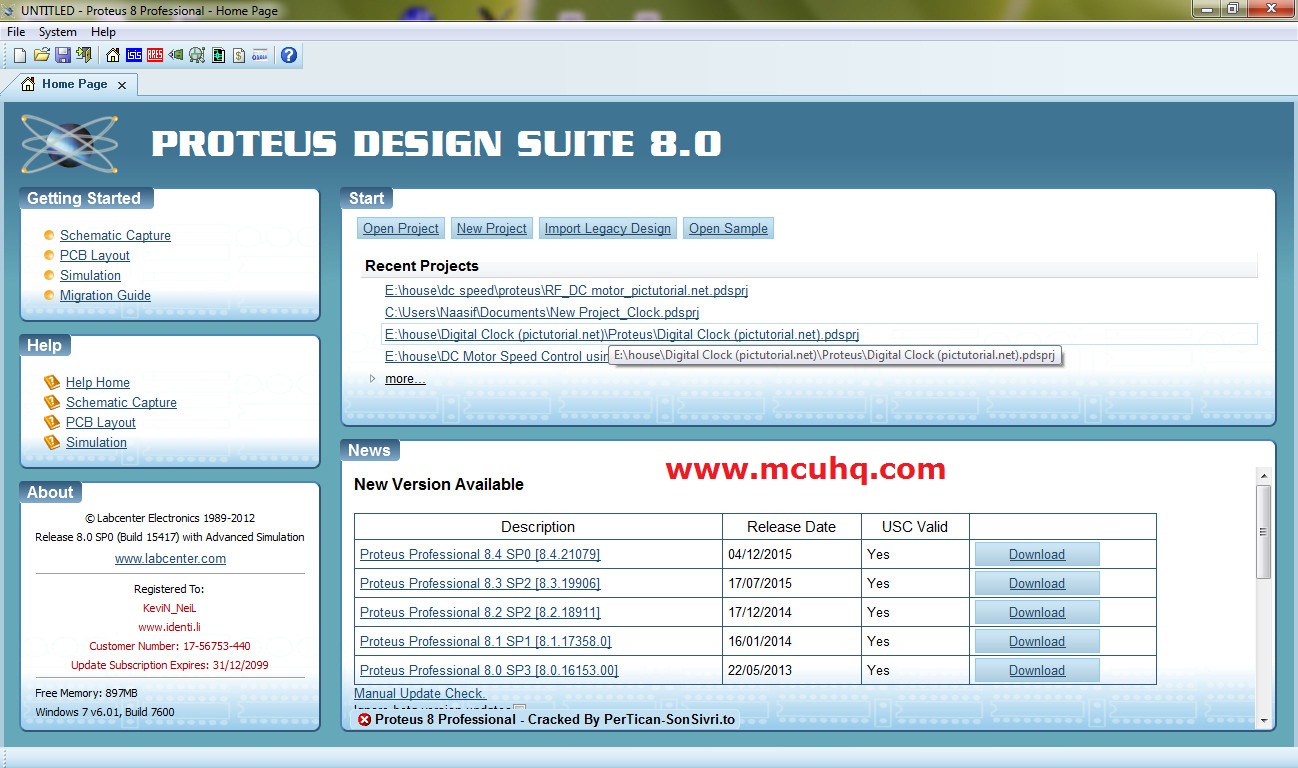 UNTITLED - Proteus 8 Professional - Home Page
File System Help
ISIS ARES
Home Page
PROTEUS DESIGN SUITE 8.0
Getting Started
Schematic Capture
PCB Layout
Simulation
Migration Guide
Help
Help Home
Schematic Capture
PCB Layout
Simulation
About
© Labcenter Electronics 1989-2012
Release 8.0 SP0 (Build 15417) with Advanced Simulation
www.labcenter.com
Registered To:
KeviN_NeiL
www.identi.li
Customer Number: 17-56753-440
Update Subscription Expires: 31/12/2099
Free Memory: 897MB
Windows 7 v6.01, Build 7600
Start
Open Project New Project Import Legacy Design Open Sample
Recent Projects
E:\house\dc speed\proteus\RF_DC motor_pictutorial.net.pdsprj
C:\Users\Naasif\Documents\New Project_Clock.pdsprj
E:\house\Digital Clock (pictutorial.net)\Proteus\Digital Clock (pictutorial.net).pdsprj
E:\house\DC Motor Speed Control usin
E:\house\Digital Clock (pictutorial.net)\Proteus\Digital Clock (pictutorial.net).pdsprj
more...
News
www.mcuhq.com
New Version Available
Description Release Date USC Valid
Proteus Professional 8.4 SP0 [8.4.21079] 04/12/2015 Yes Download
Proteus Professional 8.3 SP2 [8.3.19906] 17/07/2015 Yes Download
Proteus Professional 8.2 SP2 [8.2.18911] 17/12/2014 Yes Download
Proteus Professional 8.1 SP1 [8.1.17358.0] 16/01/2014 Yes Download
Proteus Professional 8.0 SP3 [8.0.16153.00] 22/05/2013 Yes Download
Manual Update Check.
Ignore beta version updates
Proteus 8 Professional - Cracked By PerTican-SonSivri.to